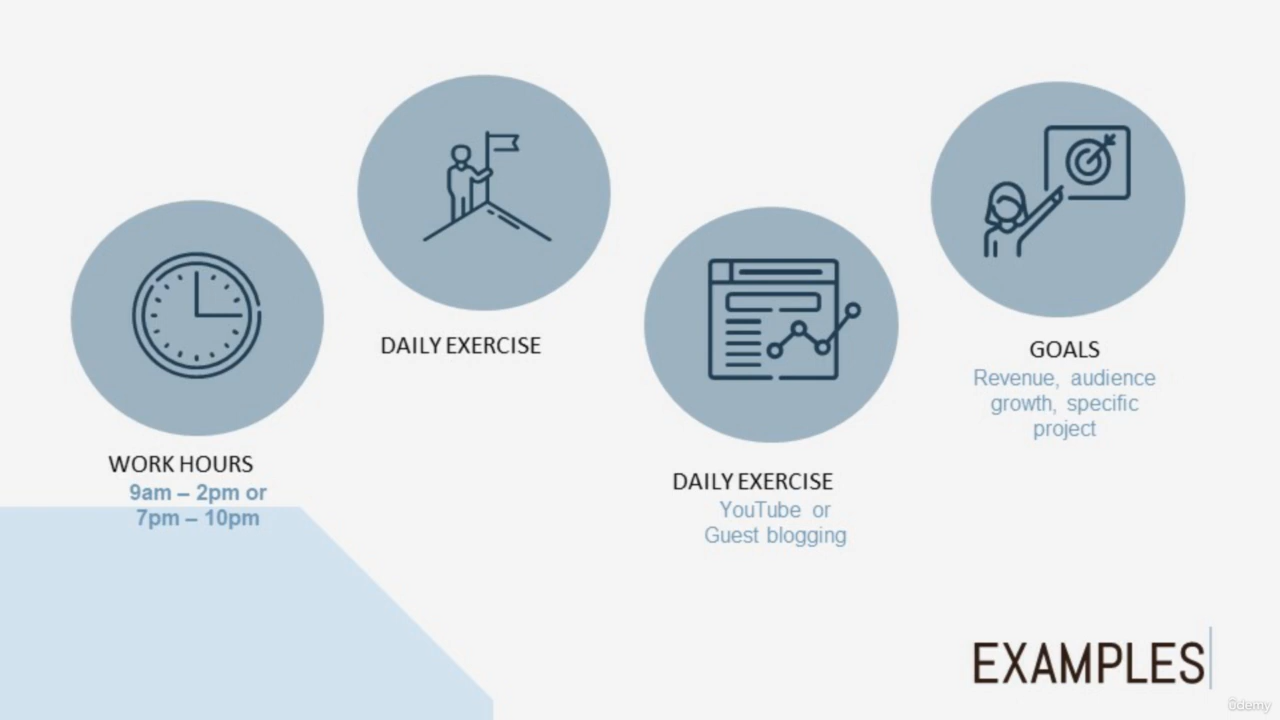 WORK HOURS
9am – 2pm or
7pm – 10pm
DAILY EXERCISE
DAILY EXERCISE
YouTube or
Guest blogging
GOALS
Revenue, audience
growth, specific
project
EXAMPLES
ûdemy